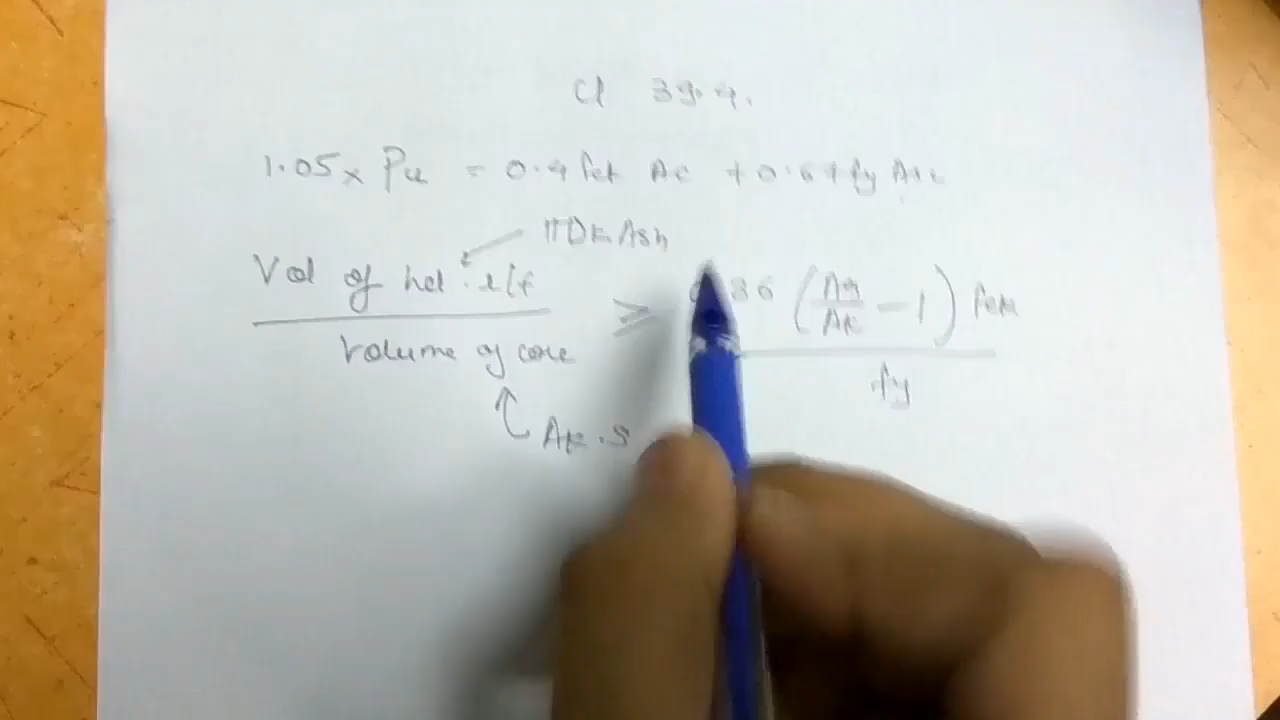 Cl 39.4.
1.05 x Pu = 0.4 fck Ac + 0.67 fy Asc
πDk Ash
Vol of hel. r/f
Volume of core
≥
36 (Ag/Ak - 1) fck
fy
Ak.S